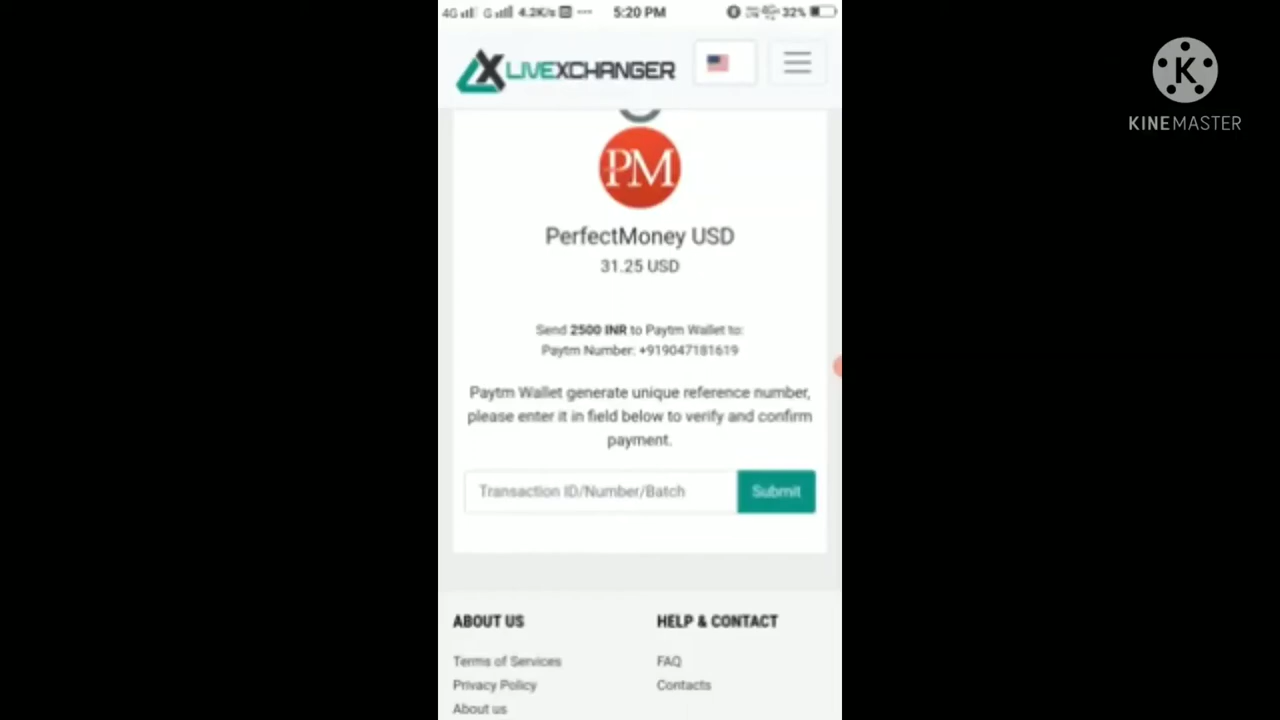 4G G 4.2K/s 5:20 PM 4G 32%
LIVEXCHANGER
K
KINEMASTER
PM
PerfectMoney USD
31.25 USD
Send 2500 INR to Paytm Wallet to:
Paytm Number: +919047181619
Paytm Wallet generate unique reference number,
please enter it in field below to verify and confirm
payment.
Transaction ID/Number/Batch Submit
ABOUT US HELP & CONTACT
Terms of Services FAQ
Privacy Policy Contacts
About us